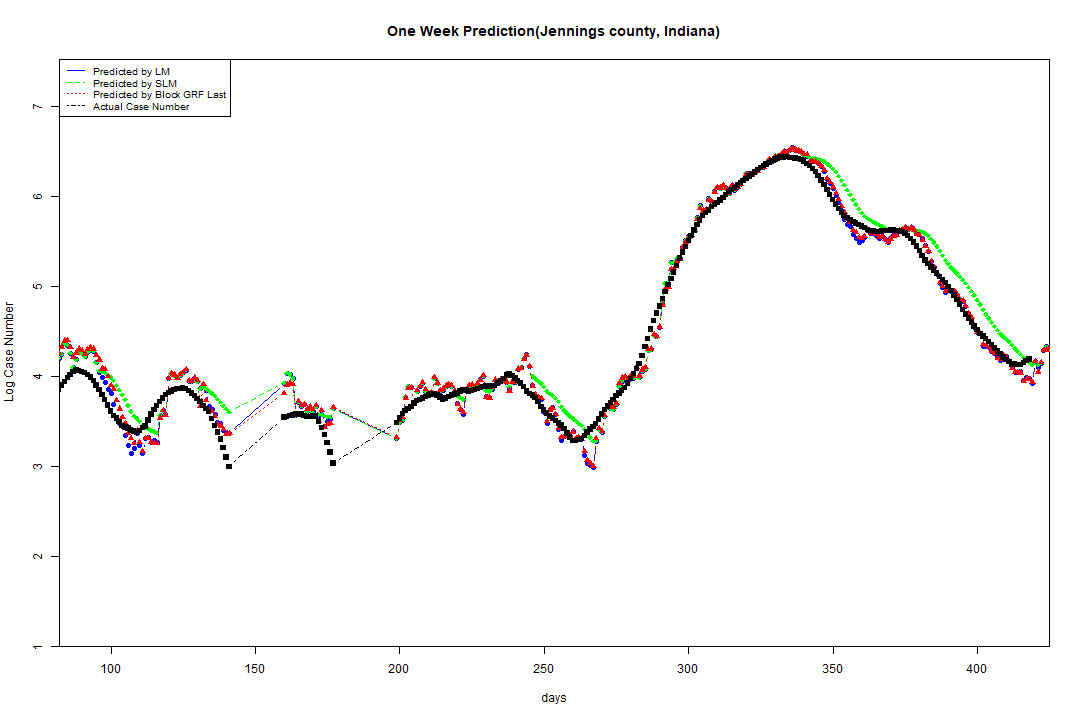 One Week Prediction(Jennings county, Indiana)
Predicted by LM
Predicted by SLM
Predicted by Block GRF Last
Actual Case Number
7
6
5
4
3
2
1
Log Case Number
100 150 200 250 300 350 400
days